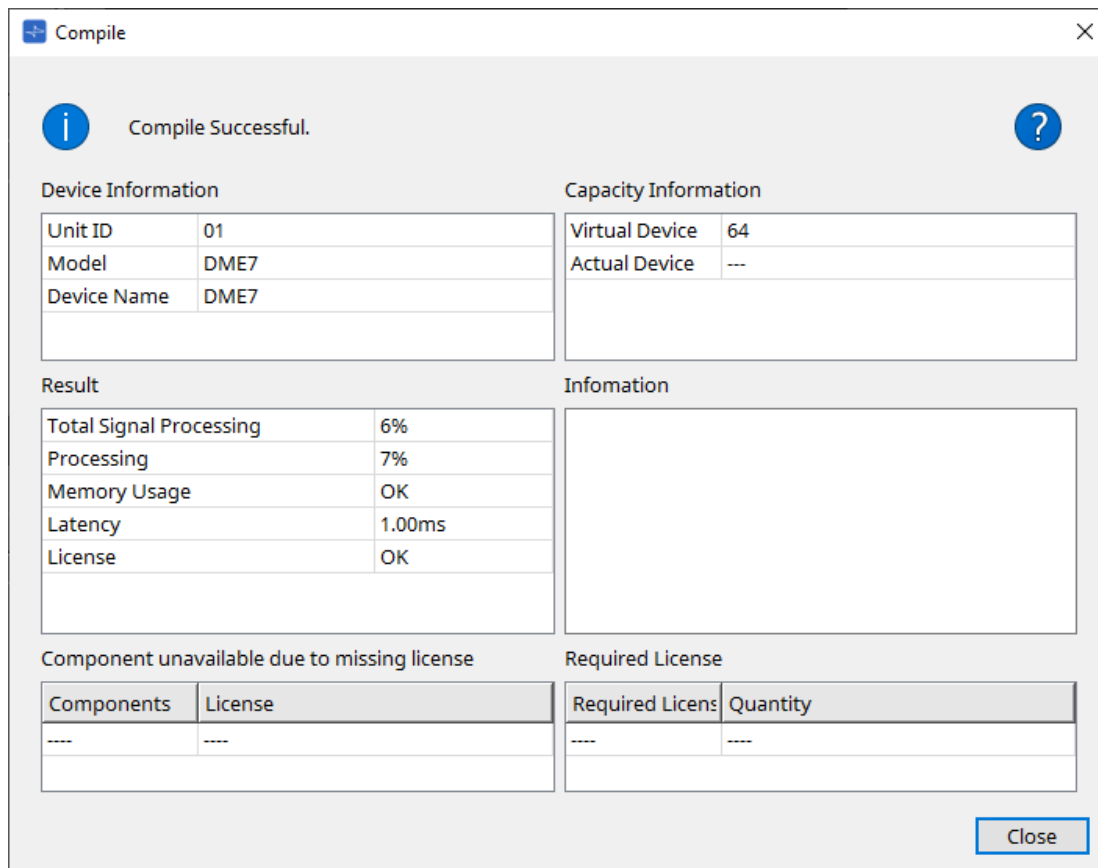 Compile
Compile Successful.
Device Information
Unit ID 01
Model DME7
Device Name DME7
Capacity Information
Virtual Device 64
Actual Device ---
Result
Total Signal Processing 6%
Processing 7%
Memory Usage OK
Latency 1.00ms
License OK
Infomation
Component unavailable due to missing license
Components License
---- ----
Required License
Required Licens Quantity
---- ----
Close